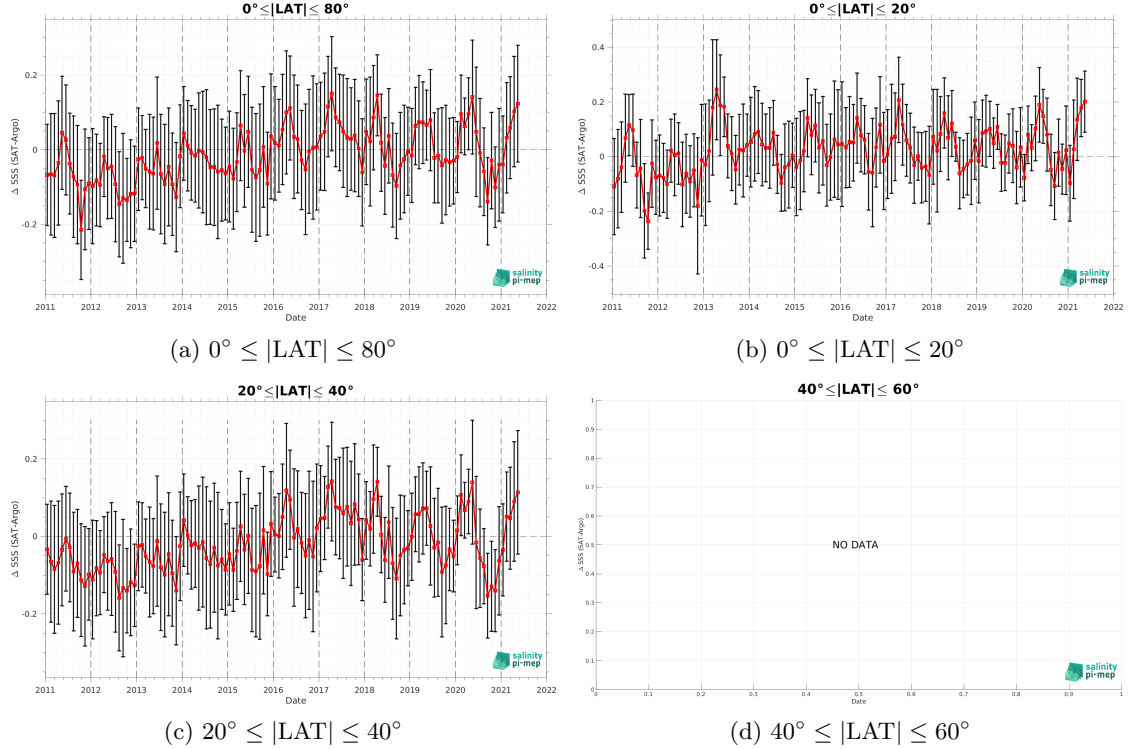 0°≤|LAT|≤ 80°
Δ SSS (SAT-Argo)
0.2
0
-0.2
2011 2012 2013 2014 2015 2016 2017 2018 2019 2020 2021 2022
Date
salinity
pi-mep
(a) 0° ≤ |LAT| ≤ 80°
0°≤|LAT|≤ 20°
Δ SSS (SAT-Argo)
0.4
0.2
0
-0.2
-0.4
2011 2012 2013 2014 2015 2016 2017 2018 2019 2020 2021 2022
Date
salinity
pi-mep
(b) 0° ≤ |LAT| ≤ 20°
20°≤|LAT|≤ 40°
Δ SSS (SAT-Argo)
0.2
0
-0.2
2011 2012 2013 2014 2015 2016 2017 2018 2019 2020 2021 2022
Date
salinity
pi-mep
(c) 20° ≤ |LAT| ≤ 40°
40°≤|LAT|≤ 60°
Δ SSS (SAT-Argo)
1
0.9
0.8
0.7
0.6
0.5
0.4
0.3
0.2
0.1
0
NO DATA
0 0.1 0.2 0.3 0.4 0.5 0.6 0.7 0.8 0.9 1
Date
salinity
pi-mep
(d) 40° ≤ |LAT| ≤ 60°